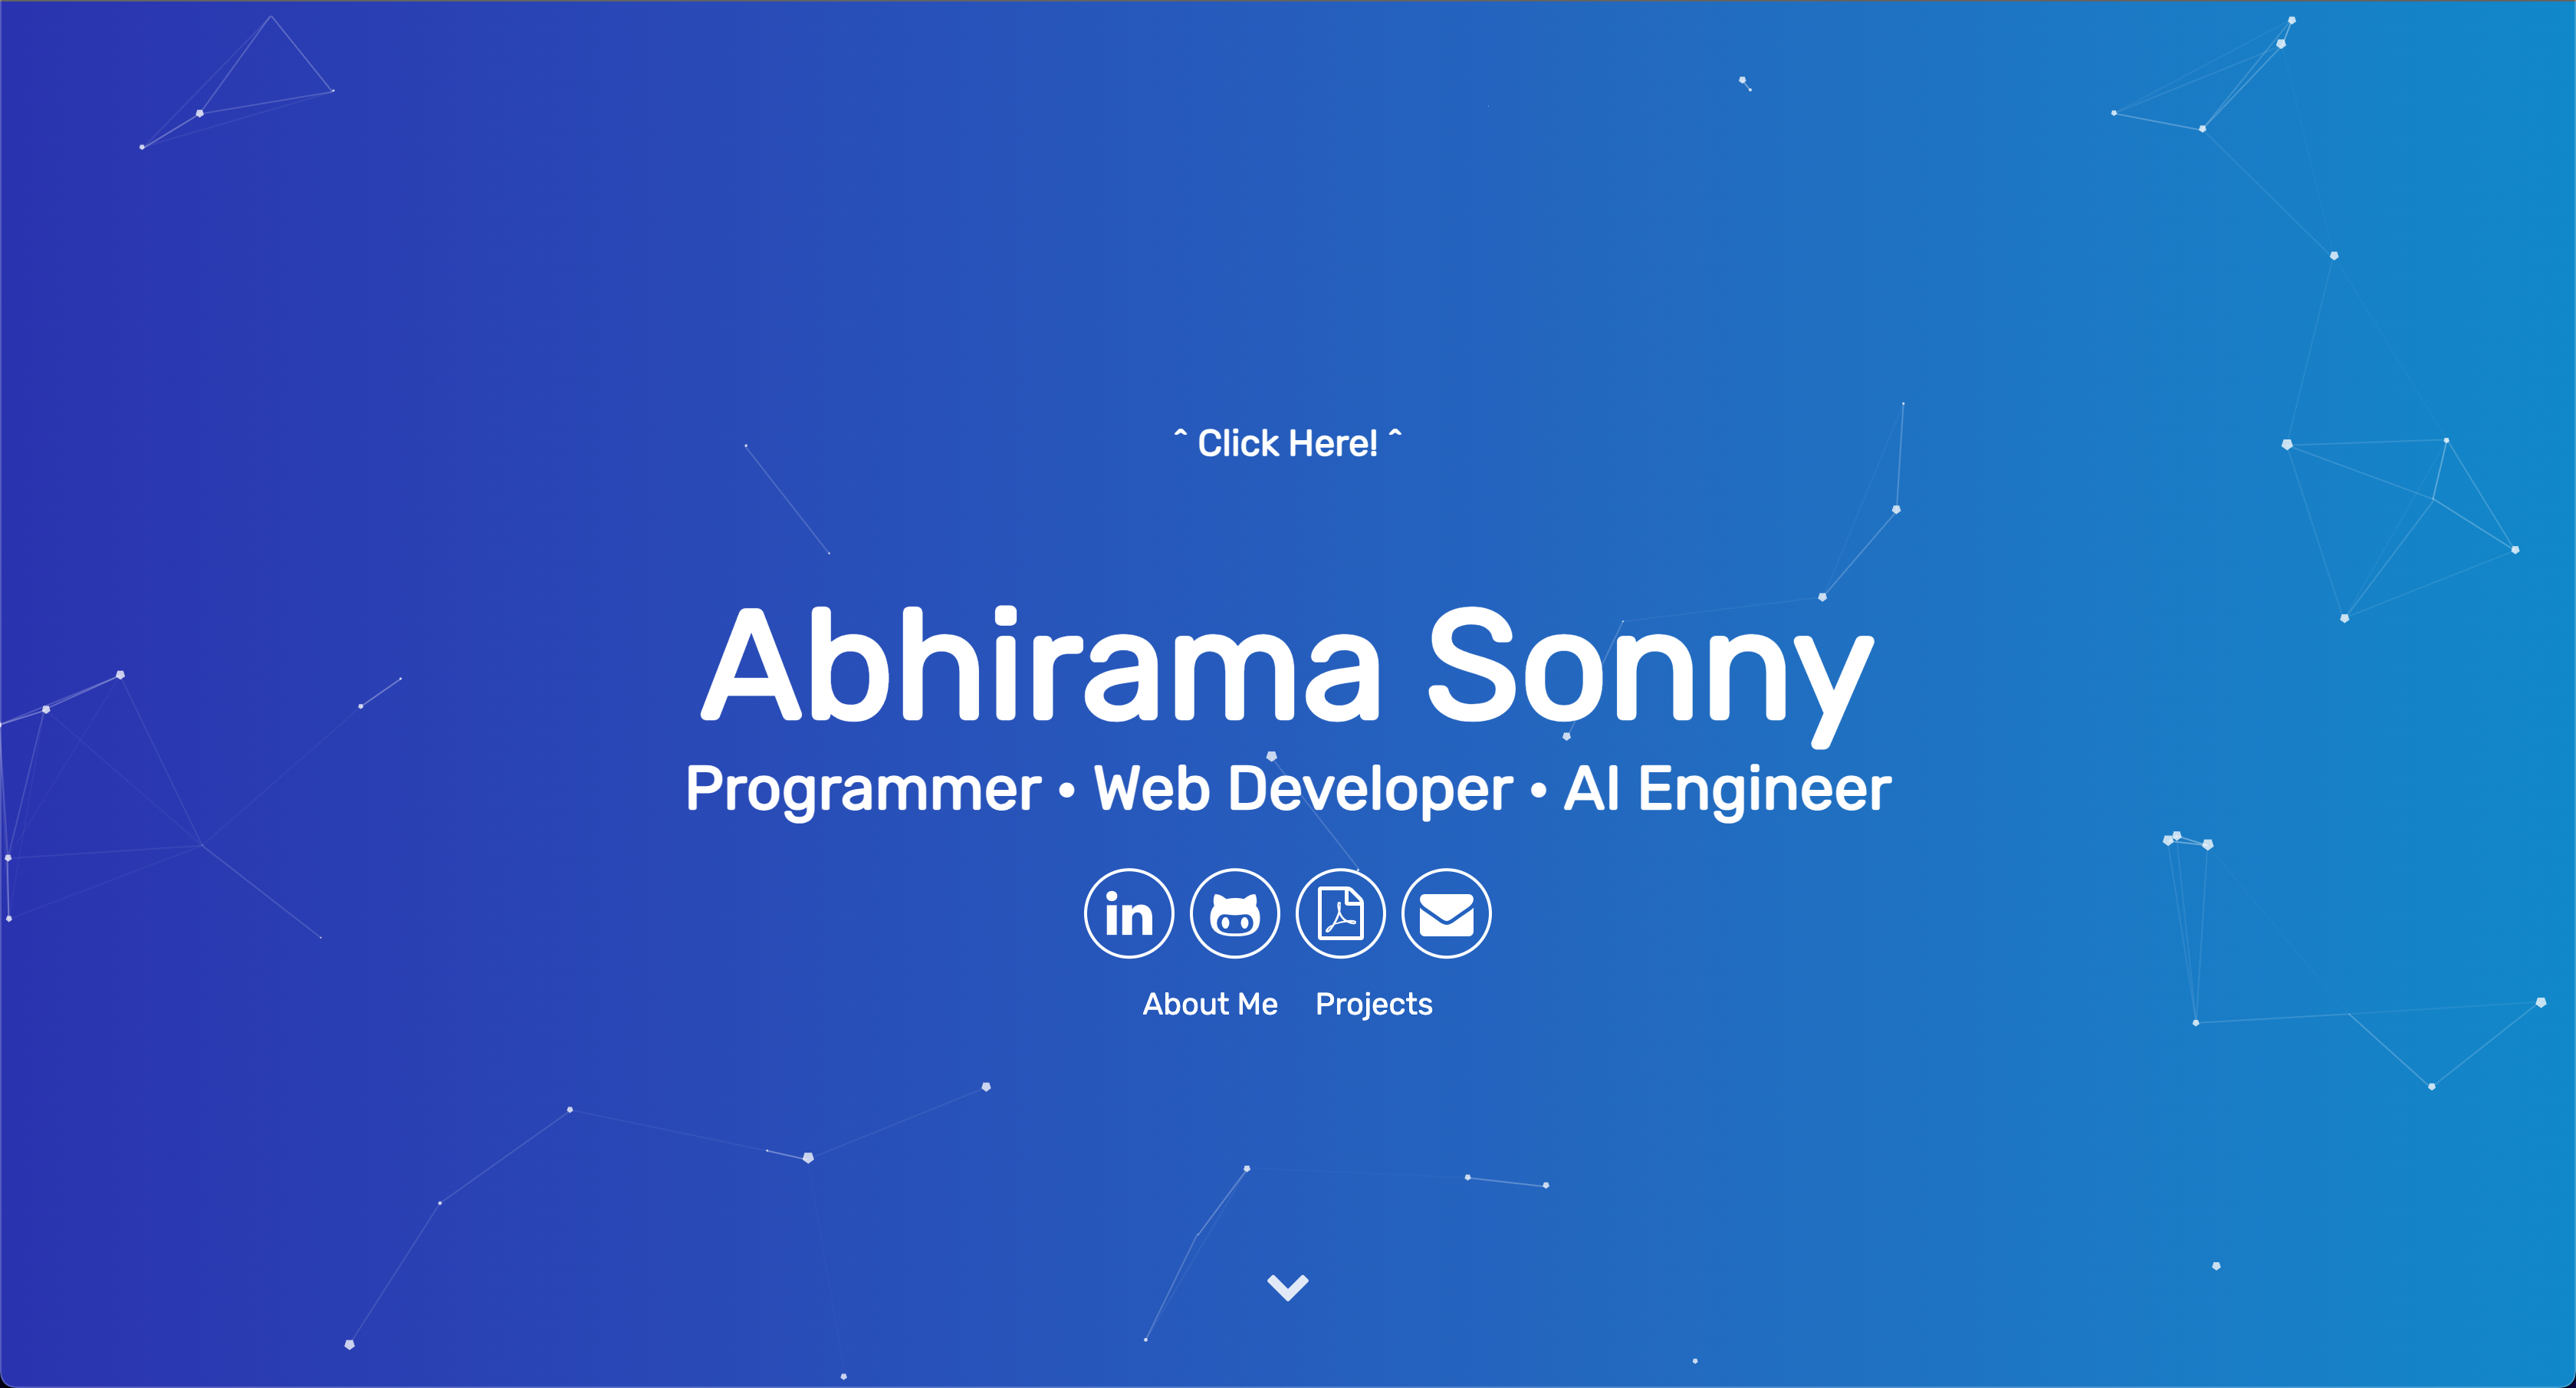 ^ Click Here! ^
Abhirama Sonny
Programmer • Web Developer • AI Engineer
in
About Me Projects